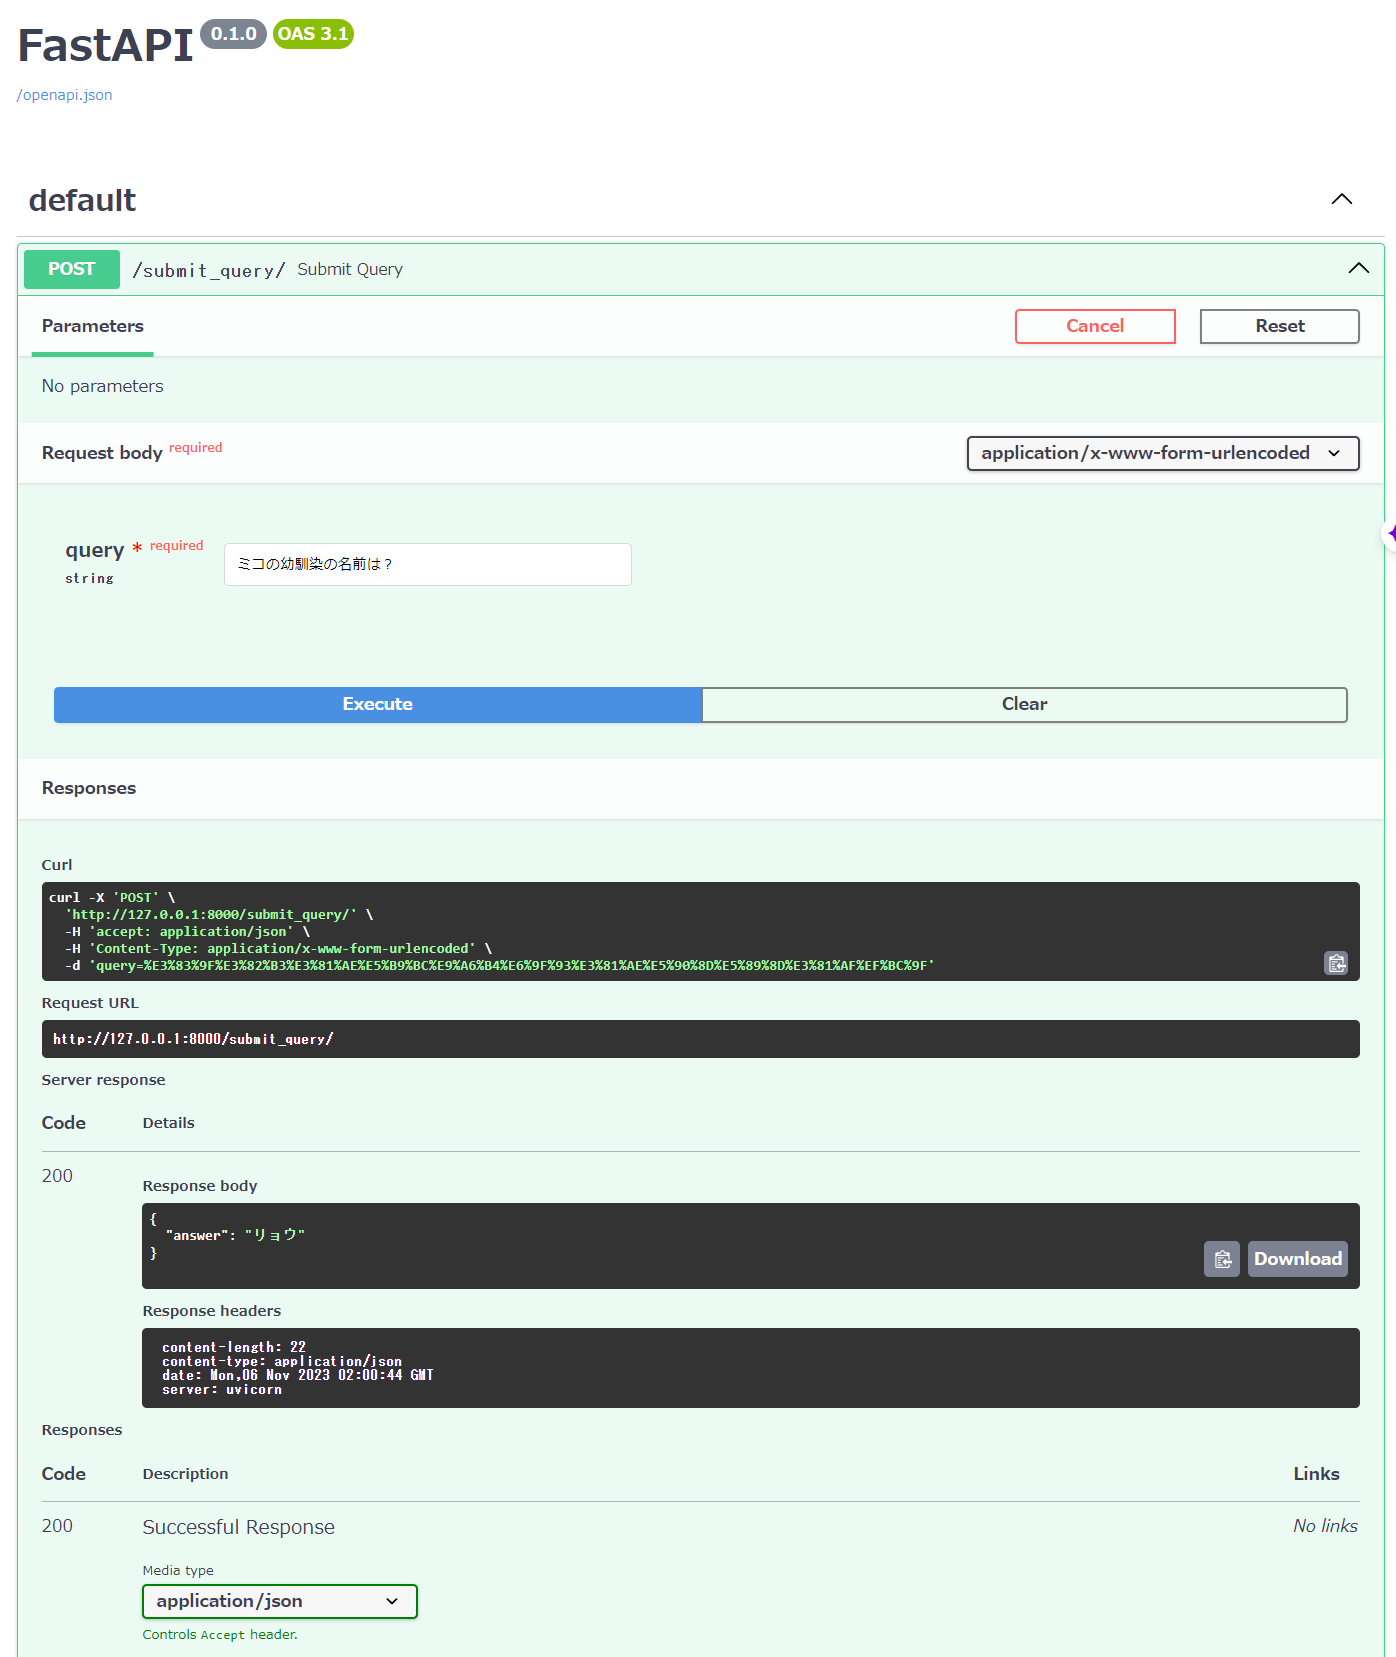 FastAPI 0.1.0 OAS 3.1
/openapi.json
default
POST /submit_query/ Submit Query
Parameters Cancel Reset
No parameters
Request body required application/x-www-form-urlencoded
query * required ミコの幼馴染の名前は？
string
Execute Clear
Responses
Curl
curl -X 'POST' \
'http://127.0.0.1:8000/submit_query/' \
-H 'accept: application/json' \
-H 'Content-Type: application/x-www-form-urlencoded' \
-d 'query=%E3%83%9F%E3%82%B3%E3%81%AE%E5%B9%BC%E9%A6%B4%E6%9F%93%E3%81%AE%E5%90%8D%E5%89%8D%E3%81%AF%EF%BC%9F'
Request URL
http://127.0.0.1:8000/submit_query/
Server response
Code Details
200
Response body
{
"answer": "リョウ"
}
Download
Response headers
content-length: 22
content-type: application/json
date: Mon,06 Nov 2023 02:00:44 GMT
server: uvicorn
Responses
Code Description Links
200 Successful Response No links
Media type
application/json
Controls Accept header.